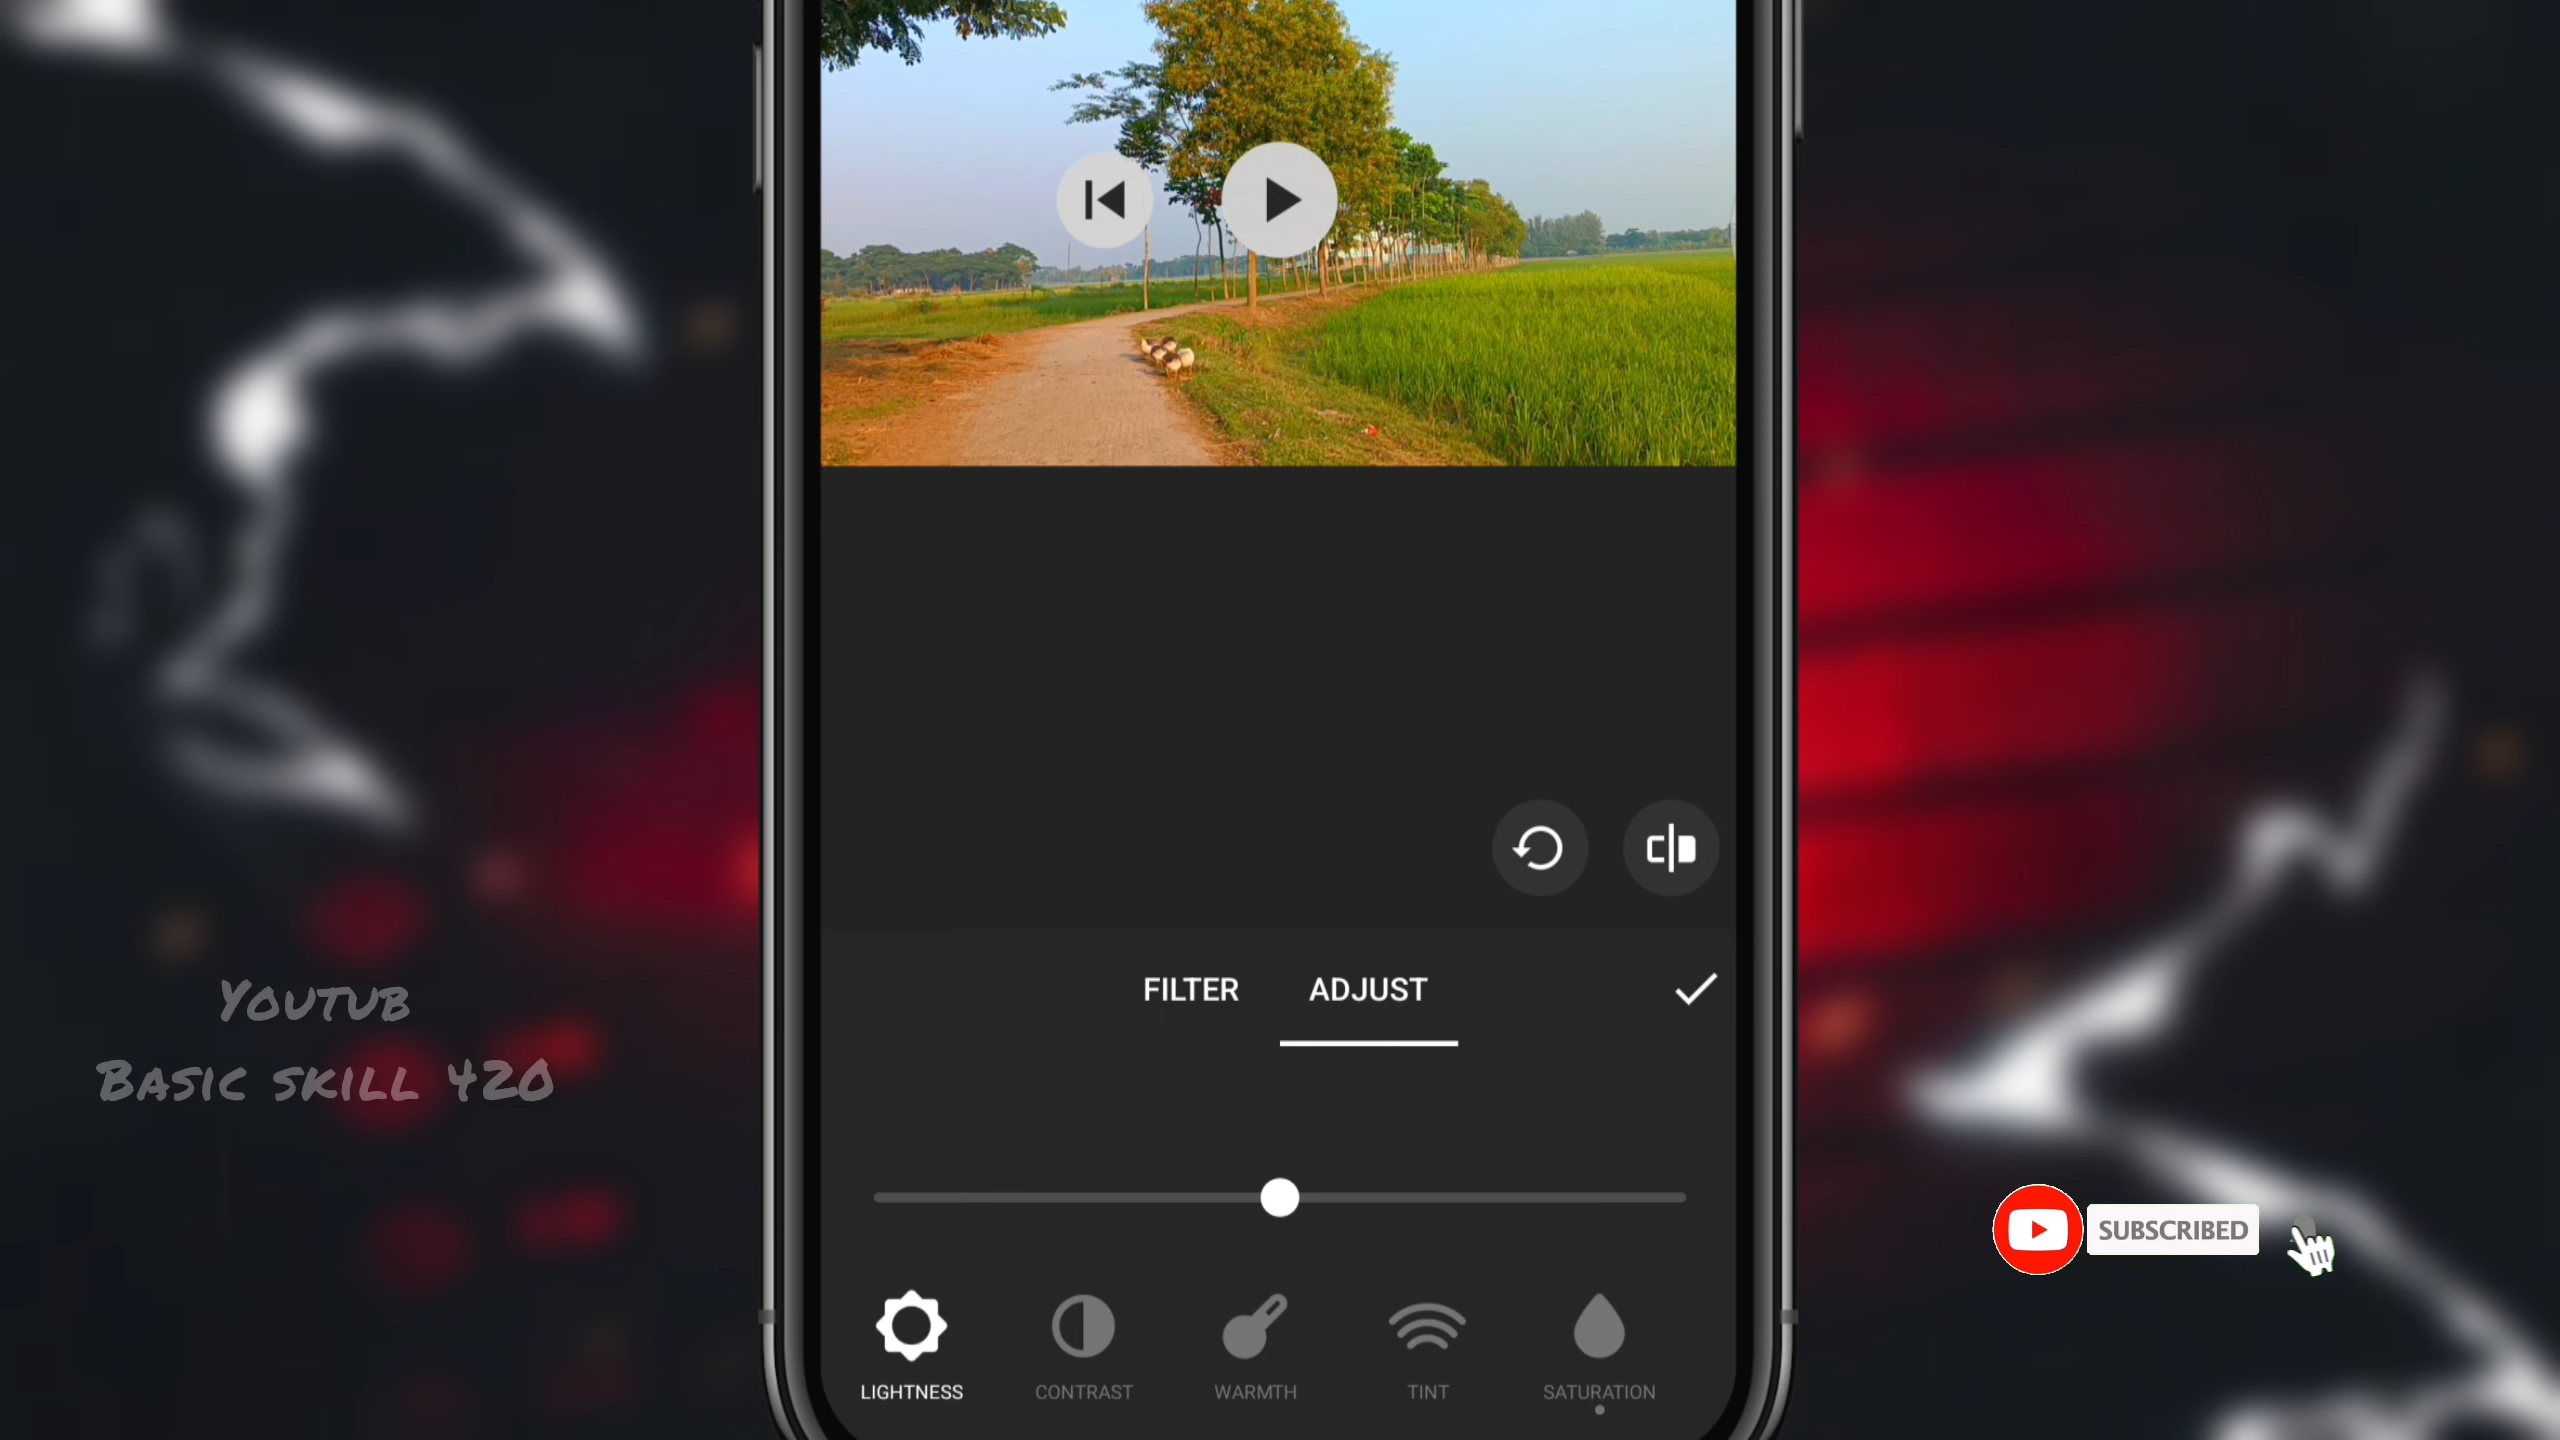 FILTER ADJUST
YOUTUB
BASIC SKILL 420
SUBSCRIBED
LIGHTNESS CONTRAST WARMTH TINT SATURATION